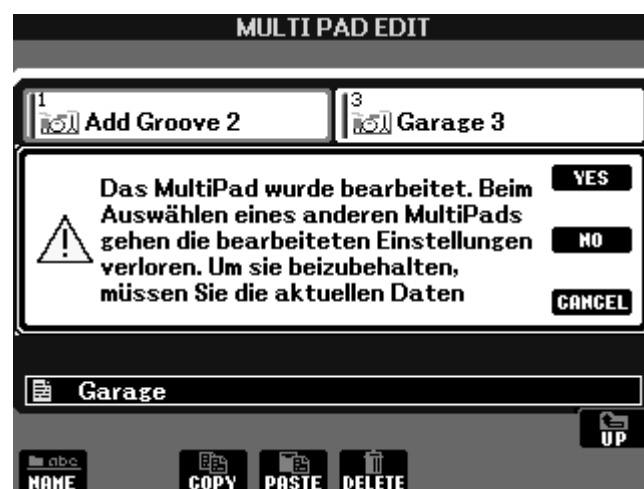 MULTI PAD EDIT
1 Add Groove 2
3 Garage 3
Das MultiPad wurde bearbeitet. Beim
Auswählen eines anderen MultiPads
gehen die bearbeiteten Einstellungen
verloren. Um sie beizubehalten,
müssen Sie die aktuellen Daten
YES
NO
CANCEL
Garage
UP
abc
NAME COPY PASTE DELETE